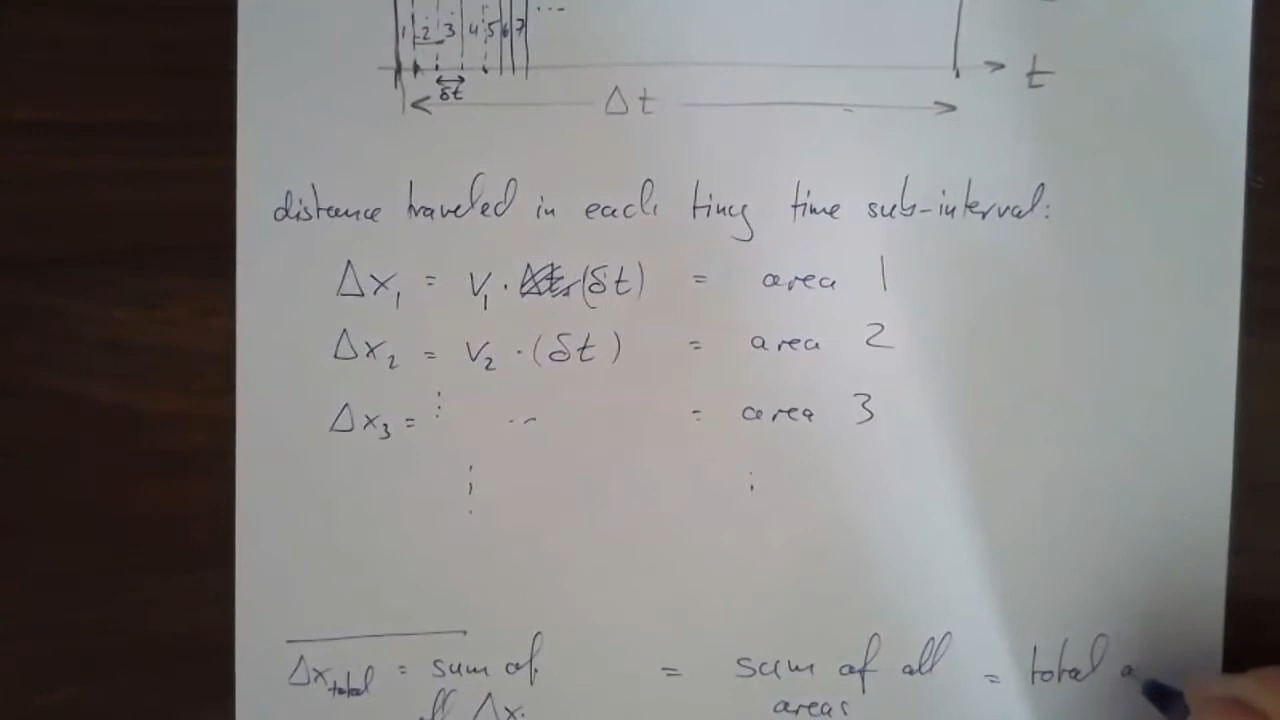 1 2 3 4 5 6 7 ...
δt
t
Δt
distance traveled in each tiny time sub-interval:
Δx₁ = v₁ · (δt) = area 1
Δx₂ = v₂ · (δt) = area 2
Δx₃ = ⋮ ... = area 3
⋮ ⋮
Δx_total = sum of = sum of all = total a
all Δx. areas